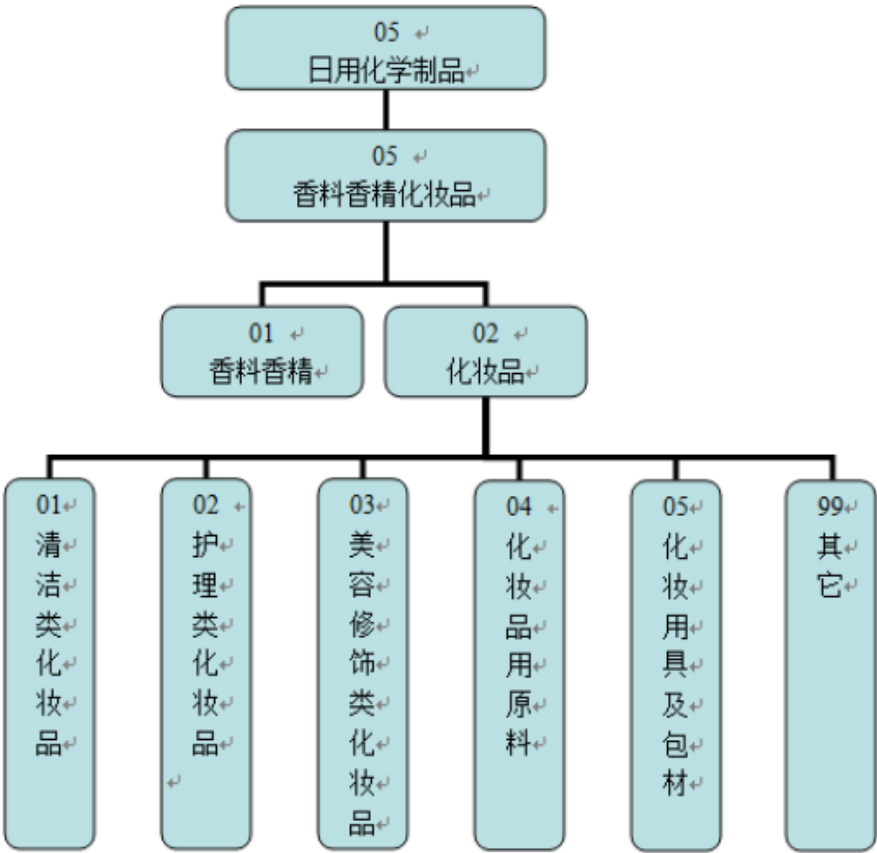 05
日用化学制品
05
香料香精化妆品
01
香料香精
02
化妆品
01
清洁类化妆品
02
护理类化妆品
03
美容修饰类化妆品
04
化妆品用原料
05
化妆用具及包材
99
其它